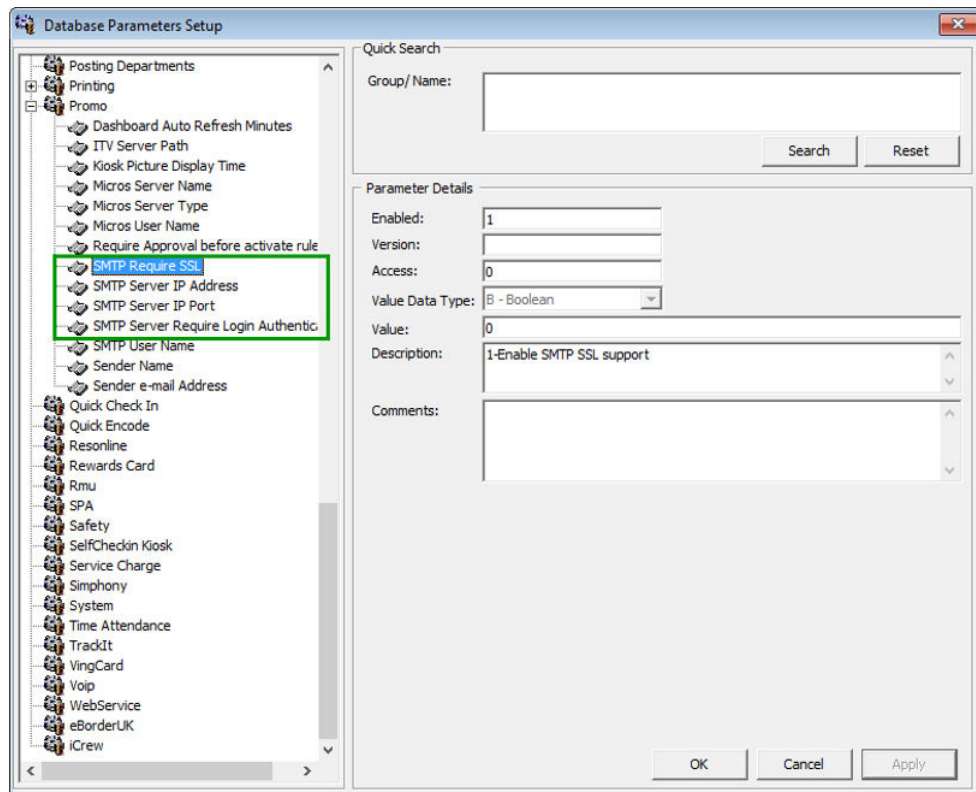 Database Parameters Setup
Posting Departments
Printing
Promo
Dashboard Auto Refresh Minutes
ITV Server Path
Kiosk Picture Display Time
Micros Server Name
Micros Server Type
Micros User Name
Require Approval before activate rule
SMTP Require SSL
SMTP Server IP Address
SMTP Server IP Port
SMTP Server Require Login Authentica
SMTP User Name
Sender Name
Sender e-mail Address
Quick Check In
Quick Encode
Resonline
Rewards Card
Rmu
SPA
Safety
SelfCheckin Kiosk
Service Charge
Simphony
System
Time Attendance
TrackIt
VingCard
Voip
WebService
eBorderUK
iCrew
Quick Search
Group/ Name:
Search Reset
Parameter Details
Enabled: 1
Version:
Access: 0
Value Data Type: B - Boolean
Value: 0
Description: 1-Enable SMTP SSL support
Comments:
OK Cancel Apply